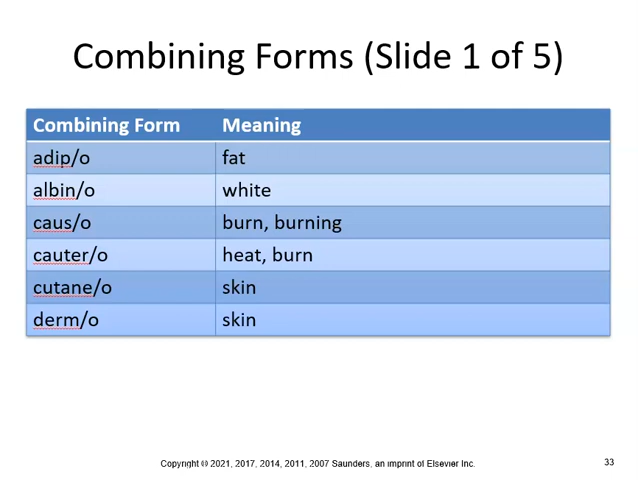 Combining Forms (Slide 1 of 5)
Combining Form Meaning
adip/o fat
albin/o white
caus/o burn, burning
cauter/o heat, burn
cutane/o skin
derm/o skin
Copyright © 2021, 2017, 2014, 2011, 2007 Saunders, an imprint of Elsevier Inc.
33